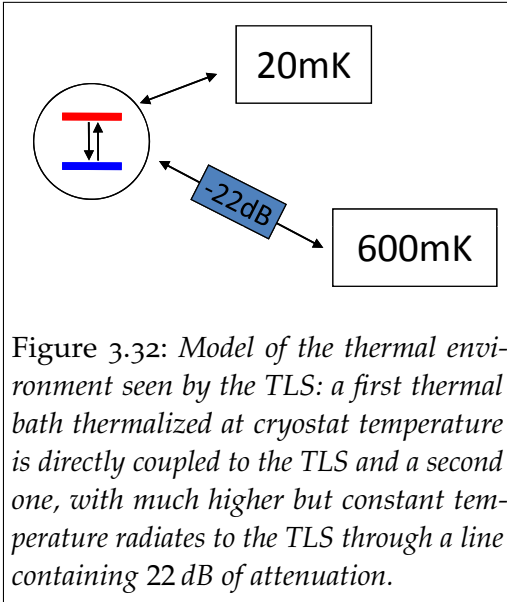 20mK
-22dB
600mK
Figure 3.32: Model of the thermal envi-
ronment seen by the TLS: a first thermal
bath thermalized at cryostat temperature
is directly coupled to the TLS and a second
one, with much higher but constant tem-
perature radiates to the TLS through a line
containing 22 dB of attenuation.